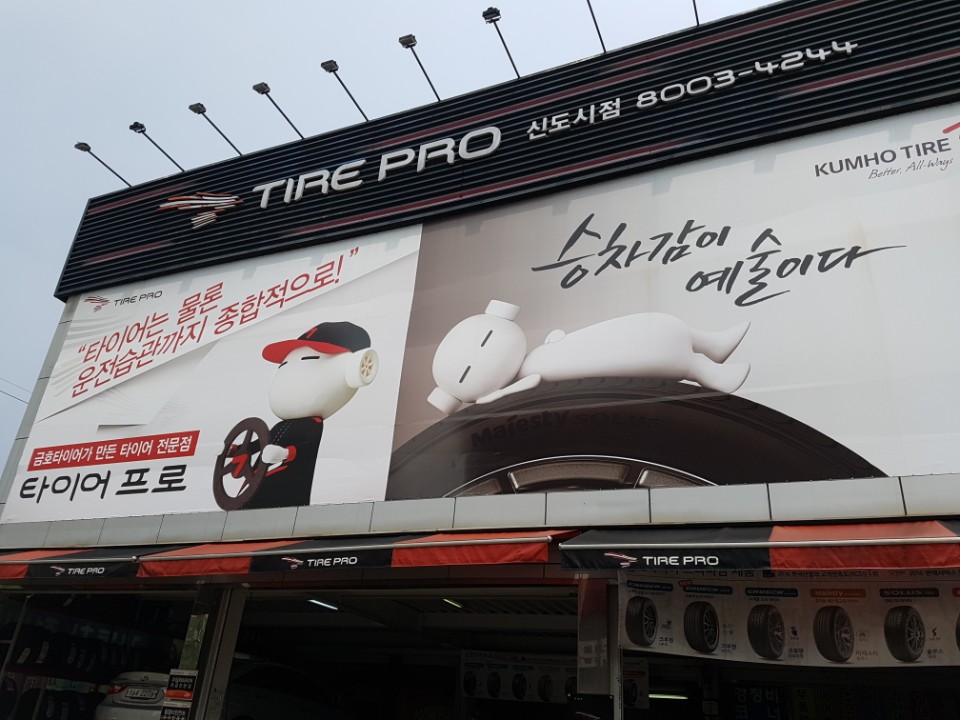 TIRE PRO 신도시점 8003-4244
KUMHO TIRE
Better, All-Ways
TIRE PRO
"타이어는 물론
운전습관까지 종합적으로!"
승차감이
예술이다
금호타이어가 만든 타이어 전문점
타이어 프로
Majesty
TIRE PRO
TIRE PRO
TIRE PRO
SOLUS